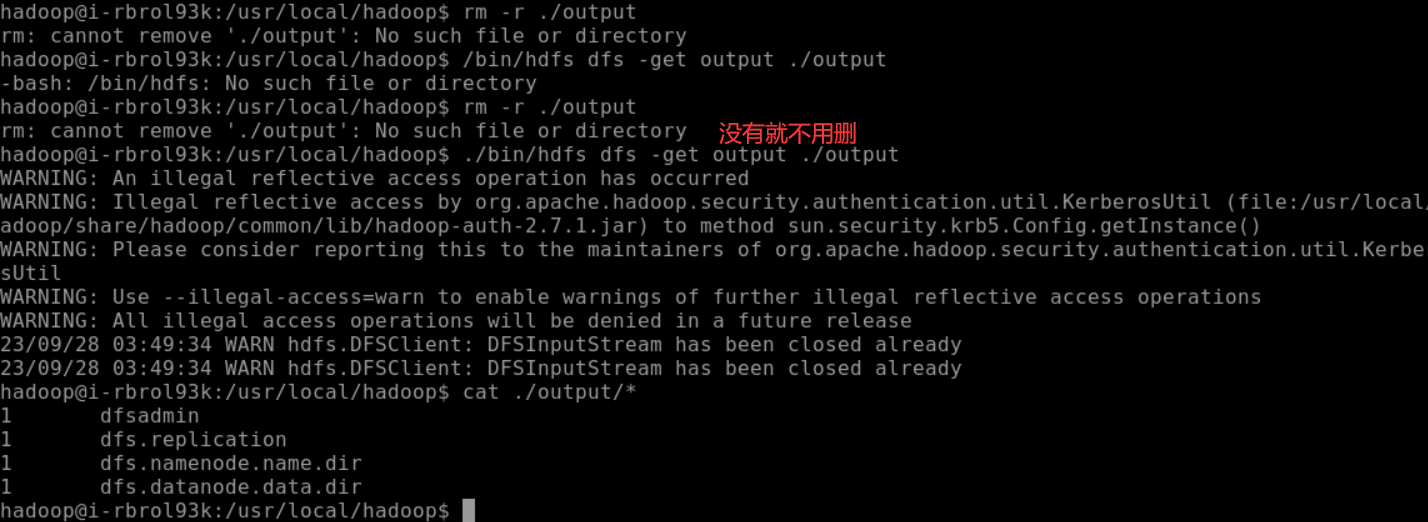 hadoop@i-rbrol93k:/usr/local/hadoop$ rm -r ./output
rm: cannot remove './output': No such file or directory
hadoop@i-rbrol93k:/usr/local/hadoop$ /bin/hdfs dfs -get output ./output
-bash: /bin/hdfs: No such file or directory
hadoop@i-rbrol93k:/usr/local/hadoop$ rm -r ./output
rm: cannot remove './output': No such file or directory 没有就不用删
hadoop@i-rbrol93k:/usr/local/hadoop$ ./bin/hdfs dfs -get output ./output
WARNING: An illegal reflective access operation has occurred
WARNING: Illegal reflective access by org.apache.hadoop.security.authentication.util.KerberosUtil (file:/usr/local/
adoop/share/hadoop/common/lib/hadoop-auth-2.7.1.jar) to method sun.security.krb5.Config.getInstance()
WARNING: Please consider reporting this to the maintainers of org.apache.hadoop.security.authentication.util.Kerbe
sUtil
WARNING: Use --illegal-access=warn to enable warnings of further illegal reflective access operations
WARNING: All illegal access operations will be denied in a future release
23/09/28 03:49:34 WARN hdfs.DFSClient: DFSInputStream has been closed already
23/09/28 03:49:34 WARN hdfs.DFSClient: DFSInputStream has been closed already
hadoop@i-rbrol93k:/usr/local/hadoop$ cat ./output/*
1 dfsadmin
1 dfs.replication
1 dfs.namenode.name.dir
1 dfs.datanode.data.dir
hadoop@i-rbrol93k:/usr/local/hadoop$